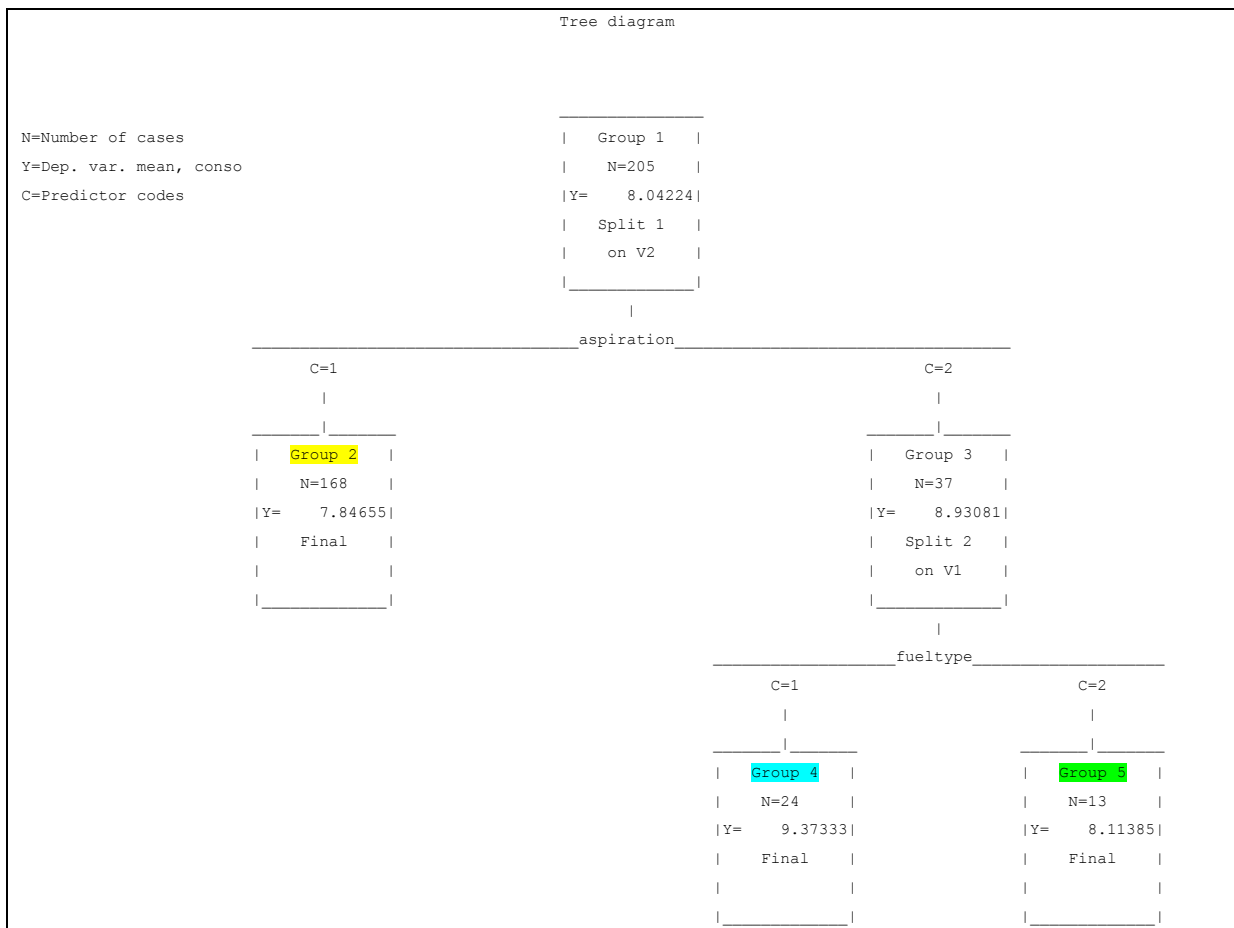 Tree diagram
N=Number of cases
Y=Dep. var. mean, conso
C=Predictor codes
Group 1
N=205
Y= 8.04224
Split 1
on V2
aspiration
C=1
C=2
Group 2
N=168
Y= 7.84655
Final
Group 3
N=37
Y= 8.93081
Split 2
on V1
fueltype
C=1
C=2
Group 4
N=24
Y= 9.37333
Final
Group 5
N=13
Y= 8.11385
Final